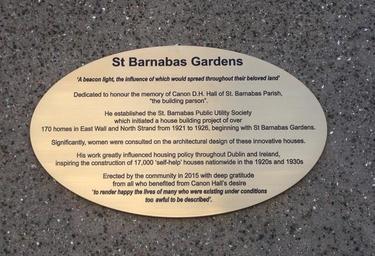 St Barnabas Gardens
'A beacon light, the influence of which would spread throughout their beloved land'
Dedicated to honour the memory of Canon D.H. Hall of St. Barnabas Parish,
"the building parson".
He established the St. Barnabas Public Utility Society
which initiated a house building project of over
170 homes in East Wall and North Strand from 1921 to 1926, beginning with St Barnabas Gardens.
Significantly, women were consulted on the architectural design of these innovative houses.
His work greatly influenced housing policy throughout Dublin and Ireland,
inspiring the construction of 17,000 'self-help' houses nationwide in the 1920s and 1930s
Erected by the community in 2015 with deep gratitude
from all who benefited from Canon Hall's desire
'to render happy the lives of many who were existing under conditions
too awful to be described'.